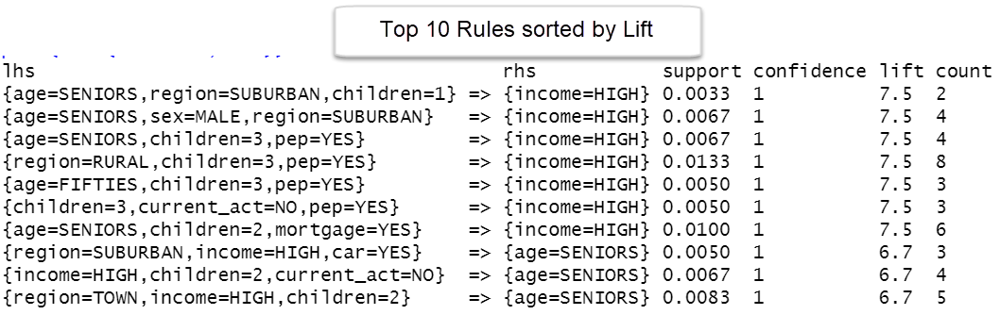 Top 10 Rules sorted by Lift
lhs rhs support confidence lift count
{age=SENIORS,region=SUBURBAN,children=1} => {income=HIGH} 0.0033 1 7.5 2
{age=SENIORS,sex=MALE,region=SUBURBAN} => {income=HIGH} 0.0067 1 7.5 4
{age=SENIORS,children=3,pep=YES} => {income=HIGH} 0.0067 1 7.5 4
{region=RURAL,children=3,pep=YES} => {income=HIGH} 0.0133 1 7.5 8
{age=FIFTIES,children=3,pep=YES} => {income=HIGH} 0.0050 1 7.5 3
{children=3,current_act=NO,pep=YES} => {income=HIGH} 0.0050 1 7.5 3
{age=SENIORS,children=2,mortgage=YES} => {income=HIGH} 0.0100 1 7.5 6
{region=SUBURBAN,income=HIGH,car=YES} => {age=SENIORS} 0.0050 1 6.7 3
{income=HIGH,children=2,current_act=NO} => {age=SENIORS} 0.0067 1 6.7 4
{region=TOWN,income=HIGH,children=2} => {age=SENIORS} 0.0083 1 6.7 5